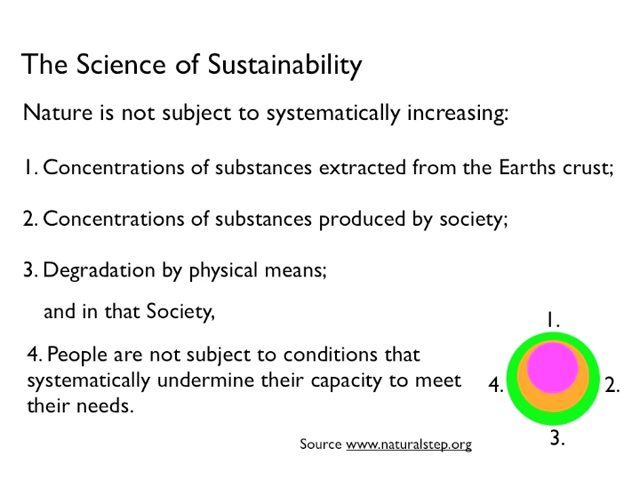 The Science of Sustainability
Nature is not subject to systematically increasing:
1. Concentrations of substances extracted from the Earths crust;
2. Concentrations of substances produced by society;
3. Degradation by physical means;
and in that Society,
4. People are not subject to conditions that
systematically undermine their capacity to meet
their needs.
1.
4.
2.
3.
Source www.naturalstep.org